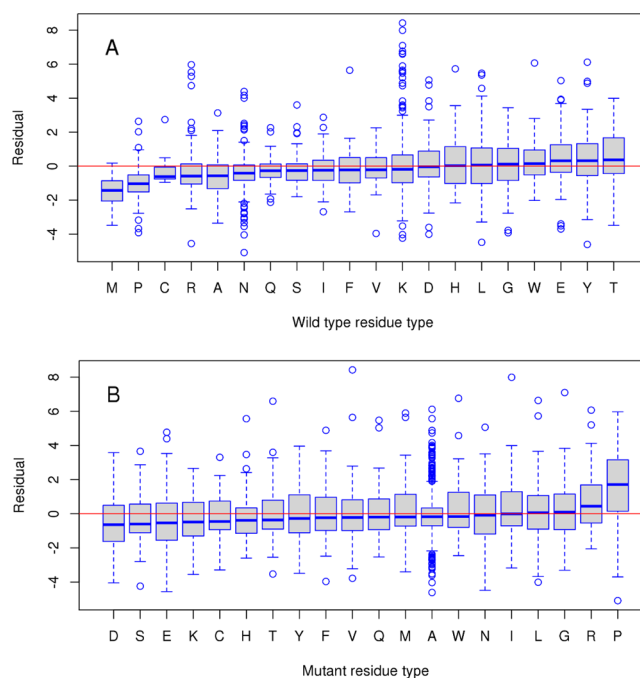 A
8
6
4
2
0
-2
-4
Residual
M P C R A N Q S I F V K D H L G W E Y T
Wild type residue type
B
8
6
4
2
0
-2
-4
Residual
D S E K C H T Y F V Q M A W N I L G R P
Mutant residue type